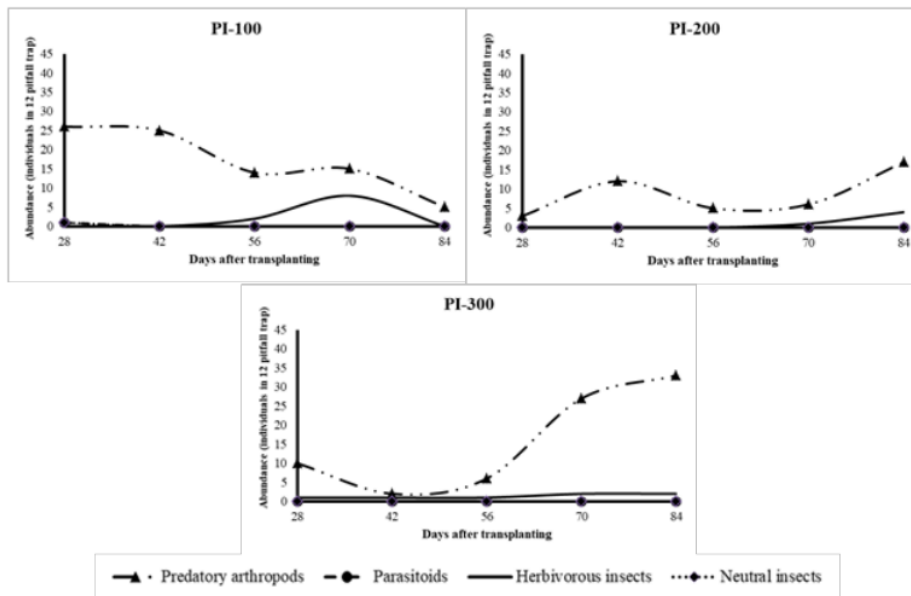 PI-100
Abundance (individuals in 12 pitfall trap)
45
40
35
30
25
20
15
10
5
0
28 42 56 70 84
Days after transplanting
PI-200
Abundance (individuals in 12 pitfall trap)
45
40
35
30
25
20
15
10
5
0
28 42 56 70 84
Days after transplanting
PI-300
Abundance (individuals in 12 pitfall trap)
45
40
35
30
25
20
15
10
5
0
28 42 56 70 84
Days after transplanting
Predatory arthropods Parasitoids Herbivorous insects Neutral insects